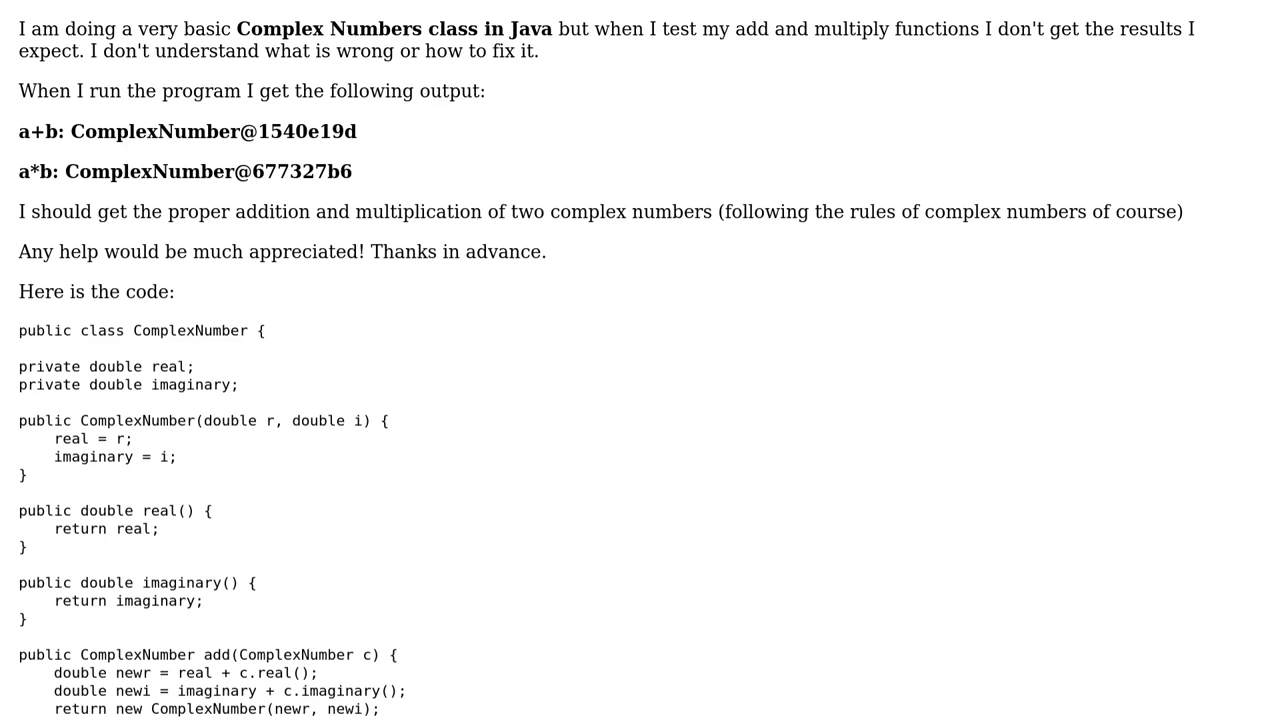 I am doing a very basic Complex Numbers class in Java but when I test my add and multiply functions I don't get the results I
expect. I don't understand what is wrong or how to fix it.
When I run the program I get the following output:
a+b: ComplexNumber@1540e19d
a*b: ComplexNumber@677327b6
I should get the proper addition and multiplication of two complex numbers (following the rules of complex numbers of course)
Any help would be much appreciated! Thanks in advance.
Here is the code:
public class ComplexNumber {
private double real;
private double imaginary;
public ComplexNumber(double r, double i) {
    real = r;
    imaginary = i;
}
public double real() {
    return real;
}
public double imaginary() {
    return imaginary;
}
public ComplexNumber add(ComplexNumber c) {
    double newr = real + c.real();
    double newi = imaginary + c.imaginary();
    return new ComplexNumber(newr, newi);